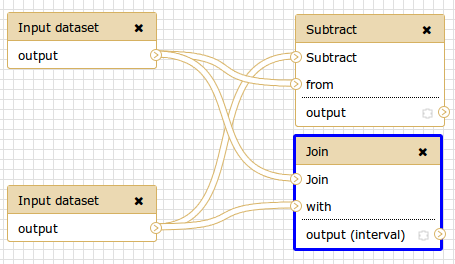 Input dataset
output
Subtract
Subtract
from
output
Join
Join
with
output (interval)
Input dataset
output